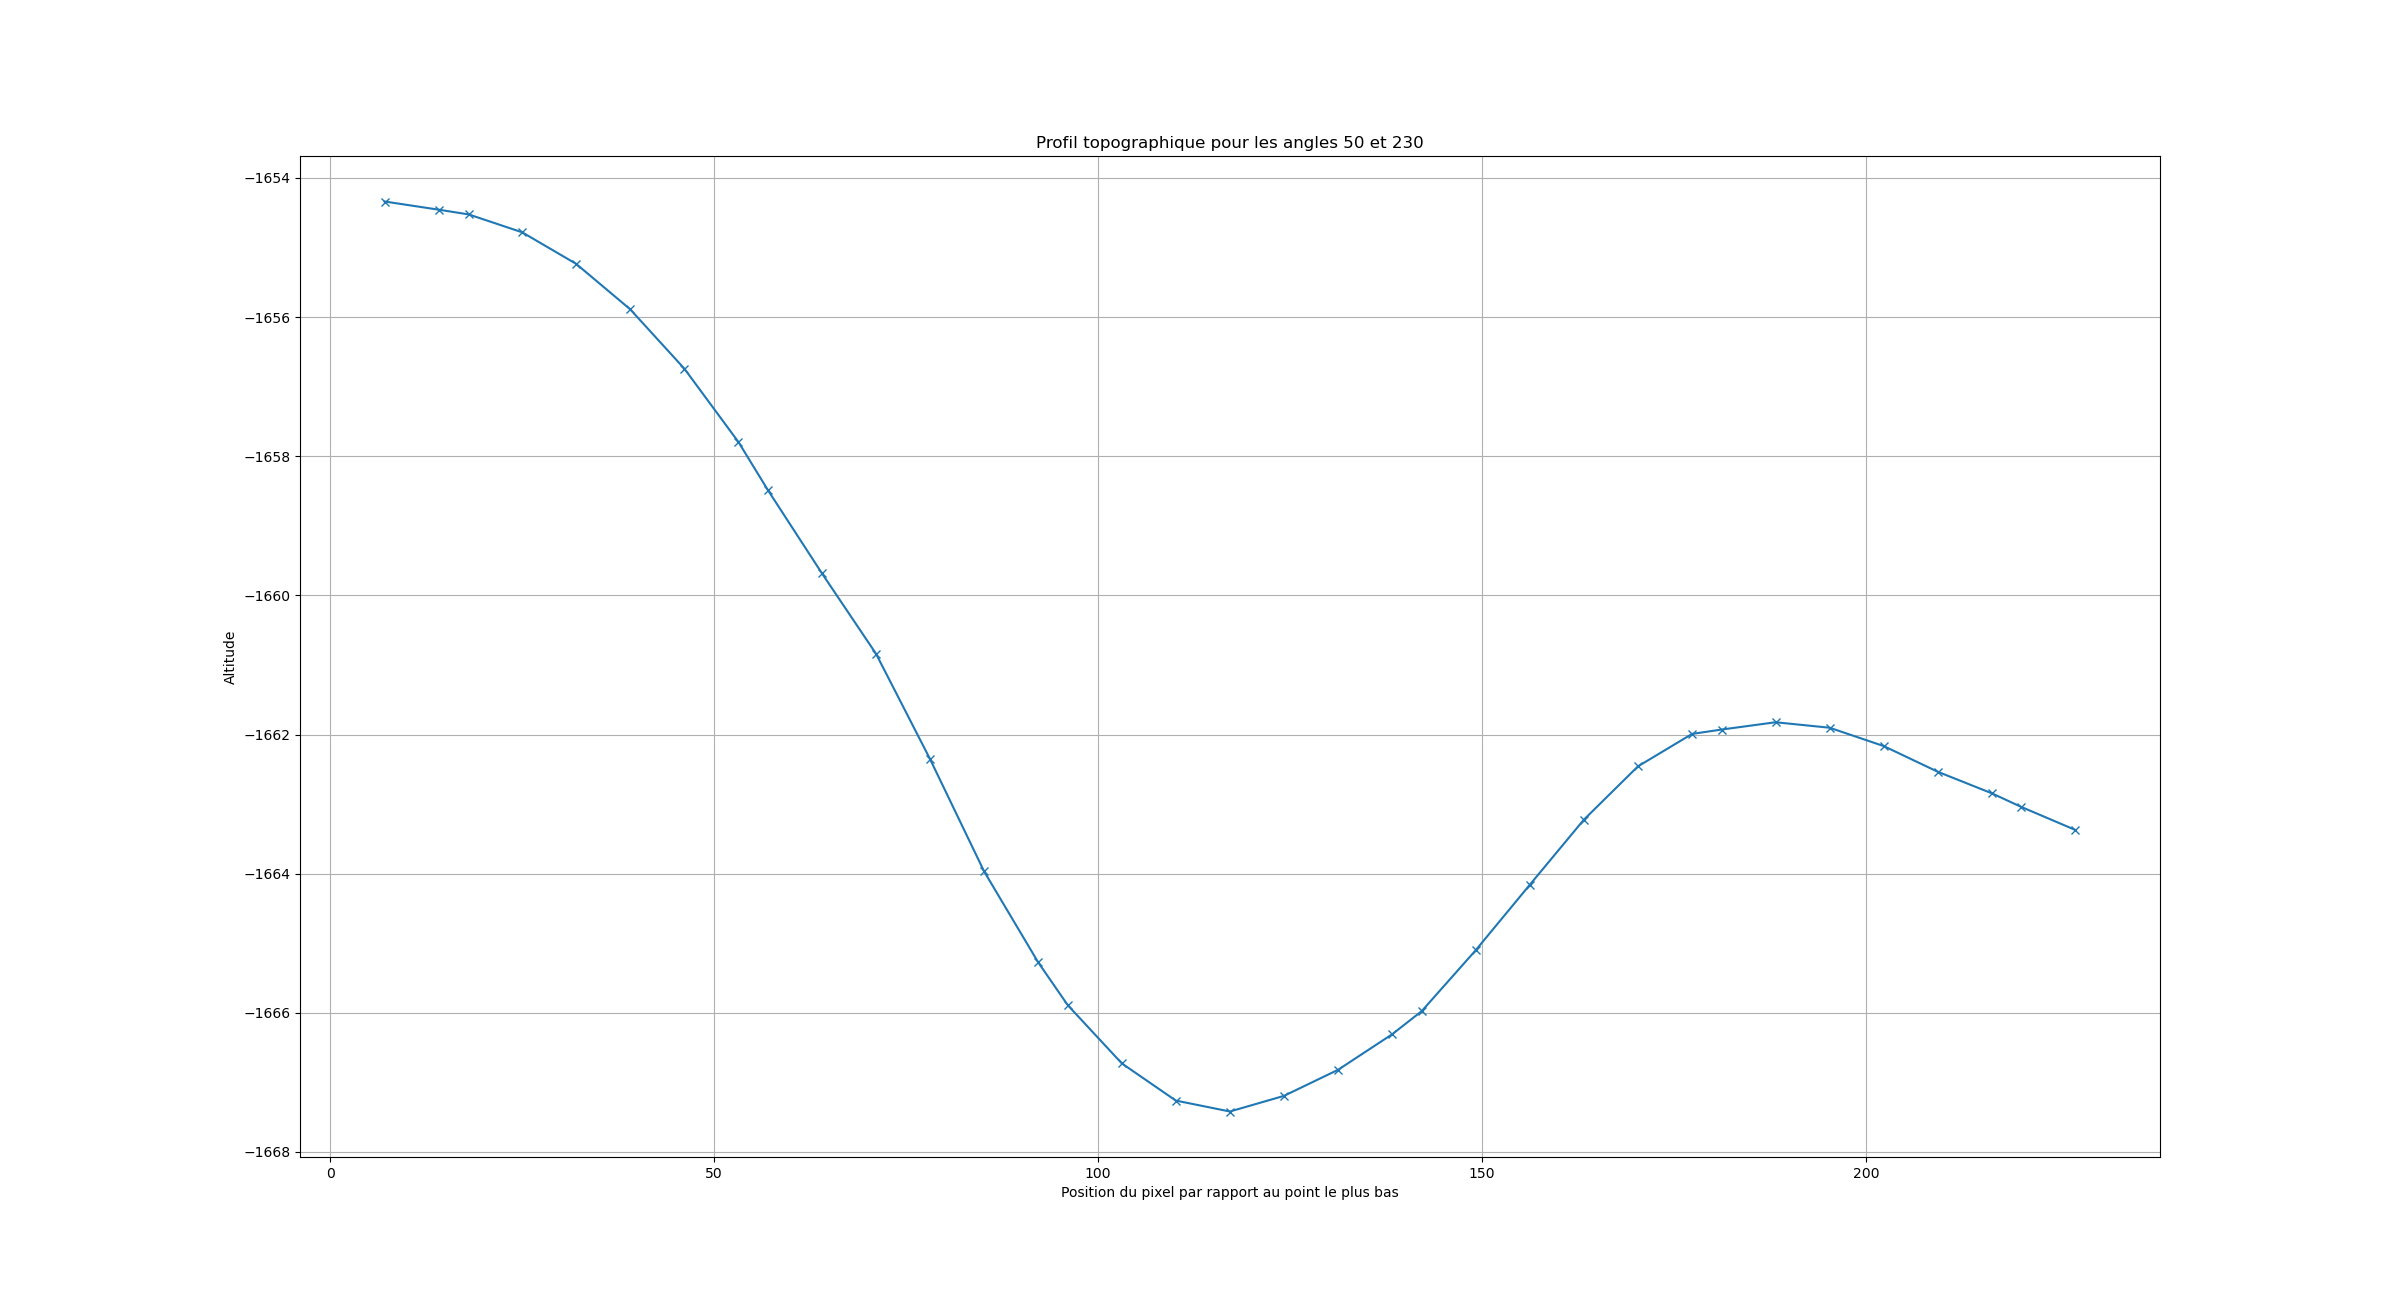 Profil topographique pour les angles 50 et 230
−1654
−1656
−1658
−1660
−1662
−1664
−1666
−1668
Altitude
0 50 100 150 200
Position du pixel par rapport au point le plus bas